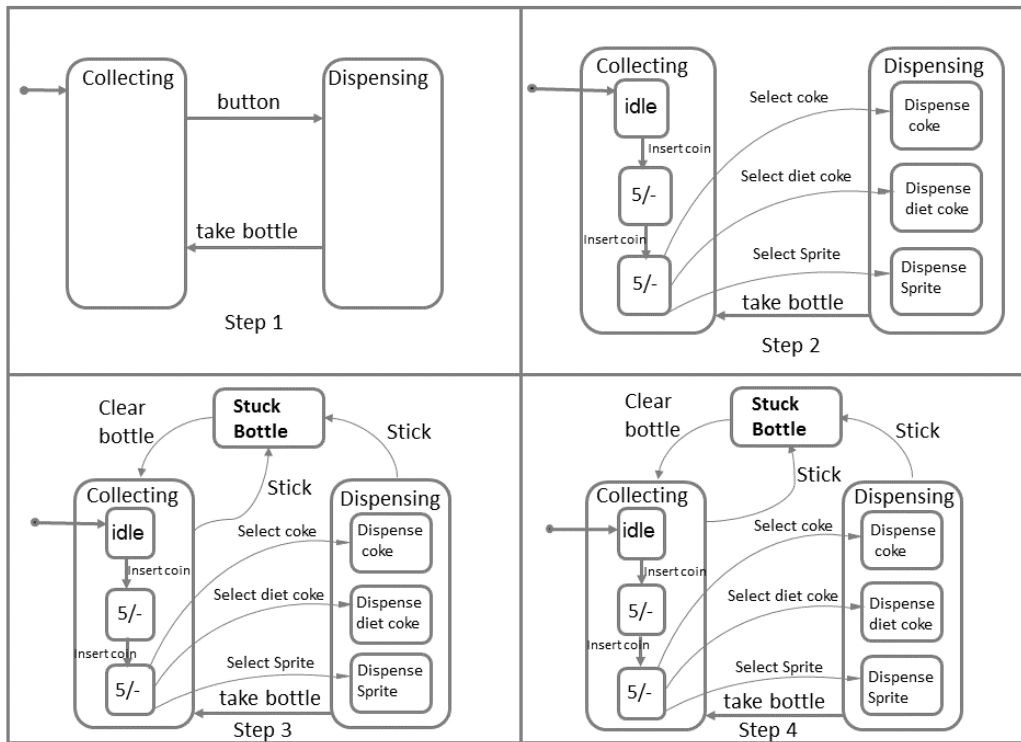 Collecting
Dispensing
button
take bottle
Step 1
Collecting
Dispensing
idle
Select coke
Dispense
coke
Insert coin
5/-
Select diet coke
Dispense
diet coke
Insert coin
5/-
Select Sprite
Dispense
Sprite
take bottle
Step 2
Clear
bottle
Stuck
Bottle
Stick
Stick
Collecting
Dispensing
idle
Select coke
Dispense
coke
Insert coin
5/-
Select diet coke
Dispense
diet coke
Insert coin
5/-
Select Sprite
Dispense
Sprite
take bottle
Step 3
Clear
bottle
Stuck
Bottle
Stick
Stick
Collecting
Dispensing
idle
Select coke
Dispense
coke
Insert coin
5/-
Select diet coke
Dispense
diet coke
Insert coin
5/-
Select Sprite
Dispense
Sprite
take bottle
Step 4